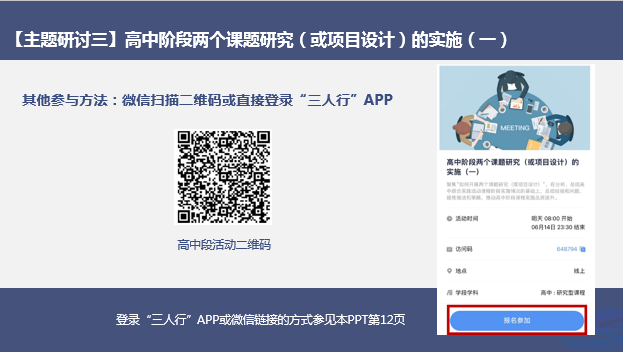 【主题研讨三】高中阶段两个课题研究（或项目设计）的实施（一）
其他参与方法：微信扫描二维码或直接登录“三人行”APP
高中段活动二维码
MEETING
高中阶段两个课题研究（或项目设计）的
实施（一）
活动时间
明天 08:00 开始
06月14日 23:30 结束
访问码
648794
地点
线上
学段学科
高中 : 研究型课程
报名参加
登录“三人行”APP或微信链接的方式参见本PPT第12页